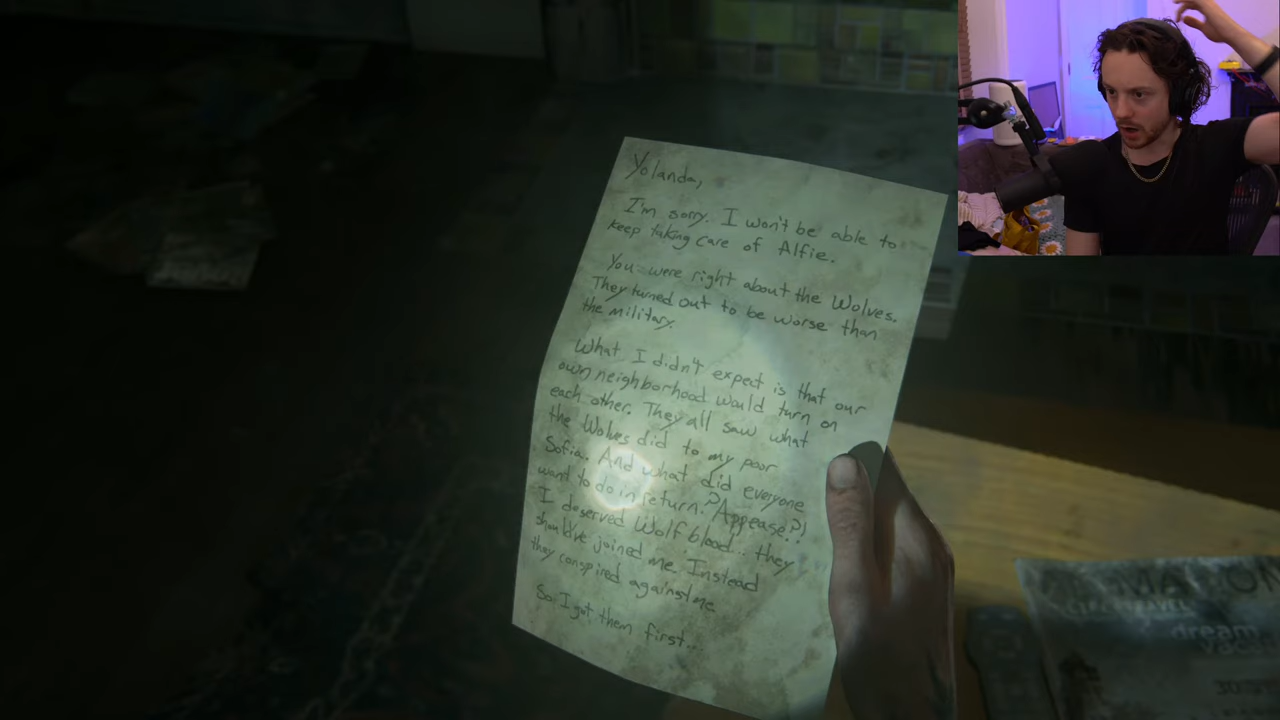 Yolanda,
I'm sorry. I won't be able to
keep taking care of Alfie.
You were right about the Wolves.
They turned out to be worse than
the military.
What I didn't expect is that our
own neighborhood would turn on
each other. They all saw what
the Wolves did to my poor
Sofia. And what did everyone
want to do in return? Appease?!
I deserved Wolf blood... they
should've joined me. Instead
they conspired against me.
So I got them first...
dream
30